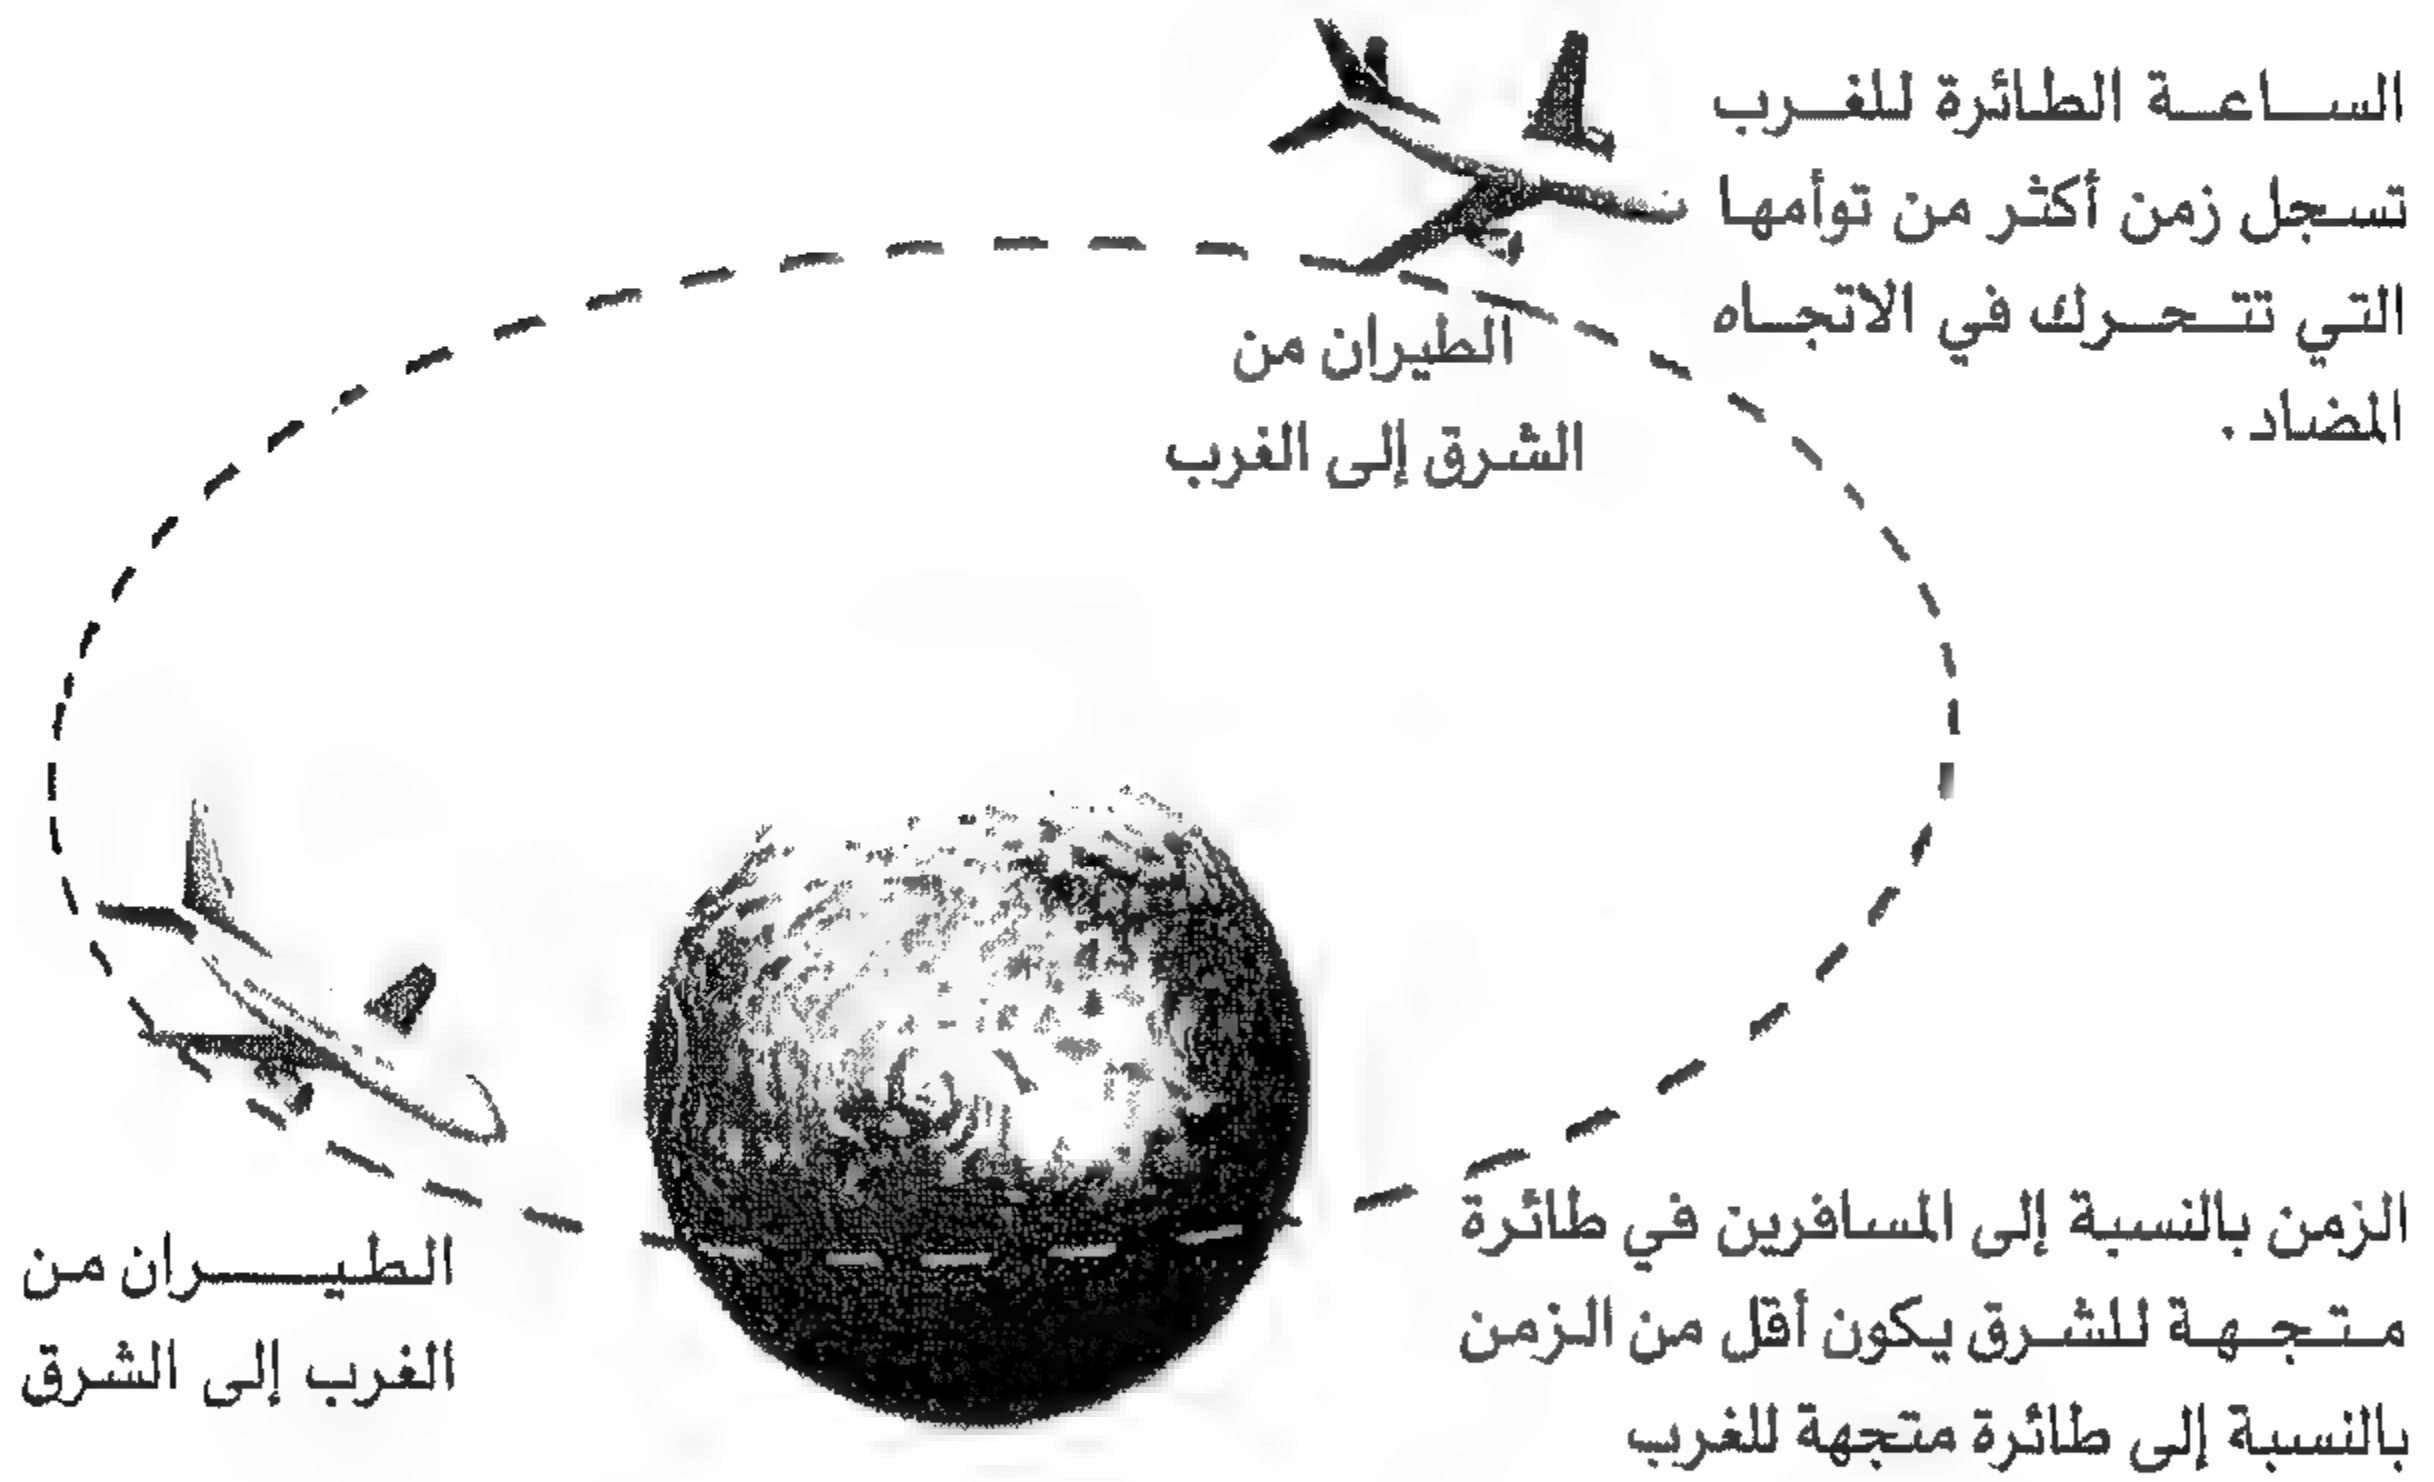 الساعة الطائرة للغرب
تسجل زمن أكثر من توأمها
التي تتحرك في الاتجاه
المضاد.
الطيران من
الشرق إلى الغرب
الطيران من
الغرب إلى الشرق
الزمن بالنسبة إلى المسافرين في طائرة
متجهة للشرق يكون أقل من الزمن
بالنسبة إلى طائرة متجهة للغرب